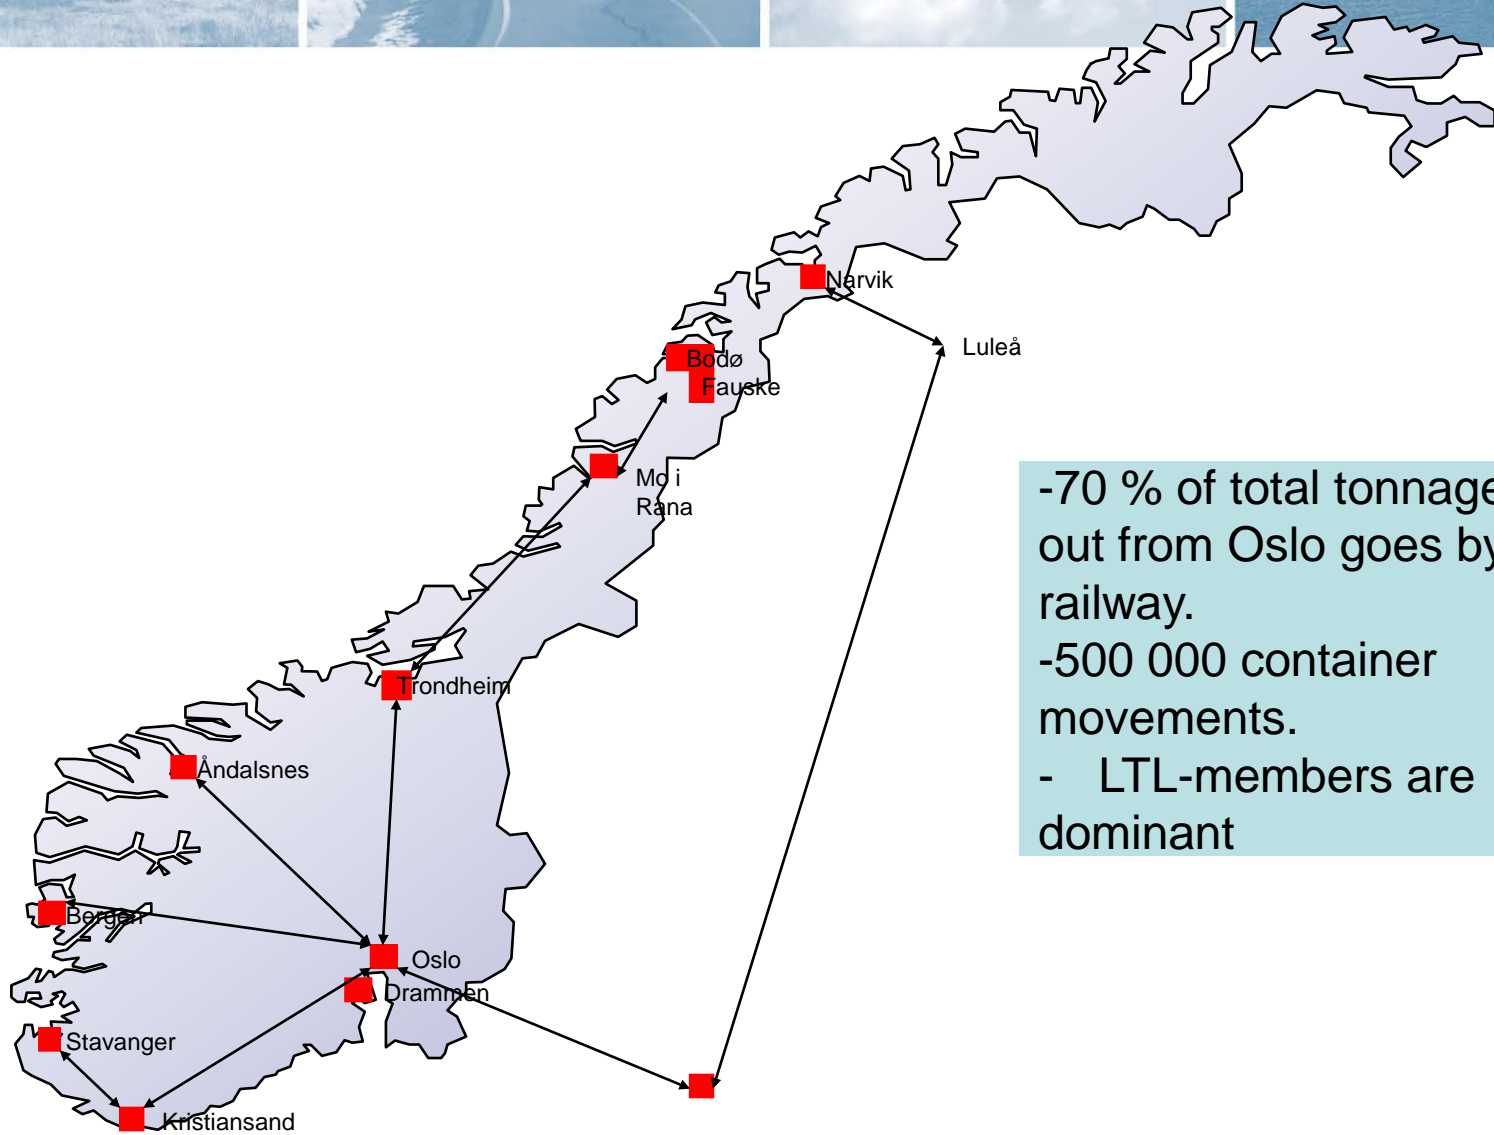 Narvik
Luleå
Bodø
Fauske
Mo i
Rana
-70 % of total tonnage
out from Oslo goes by
railway.
-500 000 container
movements.
- LTL-members are
dominant
Trondheim
Åndalsnes
Bergen
Oslo
Drammen
Stavanger
Kristiansand